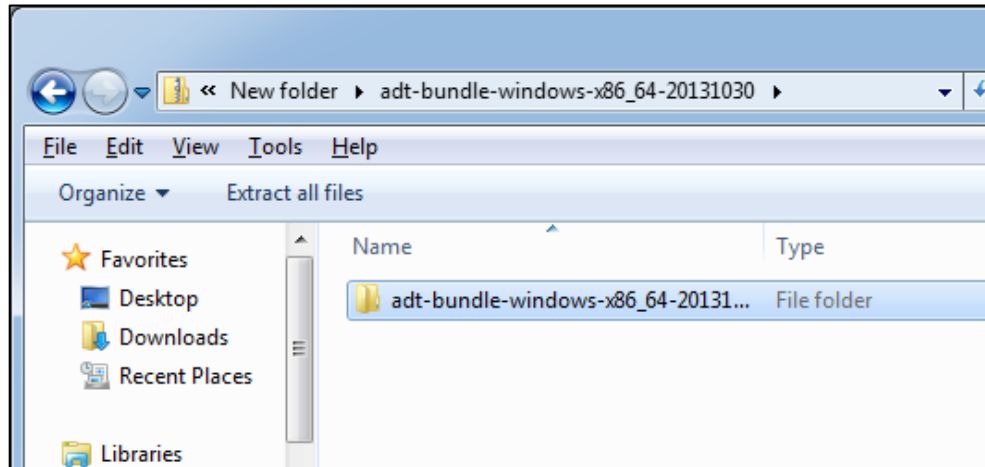 « New folder ▸ adt-bundle-windows-x86_64-20131030 ▸
File Edit View Tools Help
Organize ▾ Extract all files
Name Type
Favorites
adt-bundle-windows-x86_64-20131... File folder
Desktop
Downloads
Recent Places
Libraries